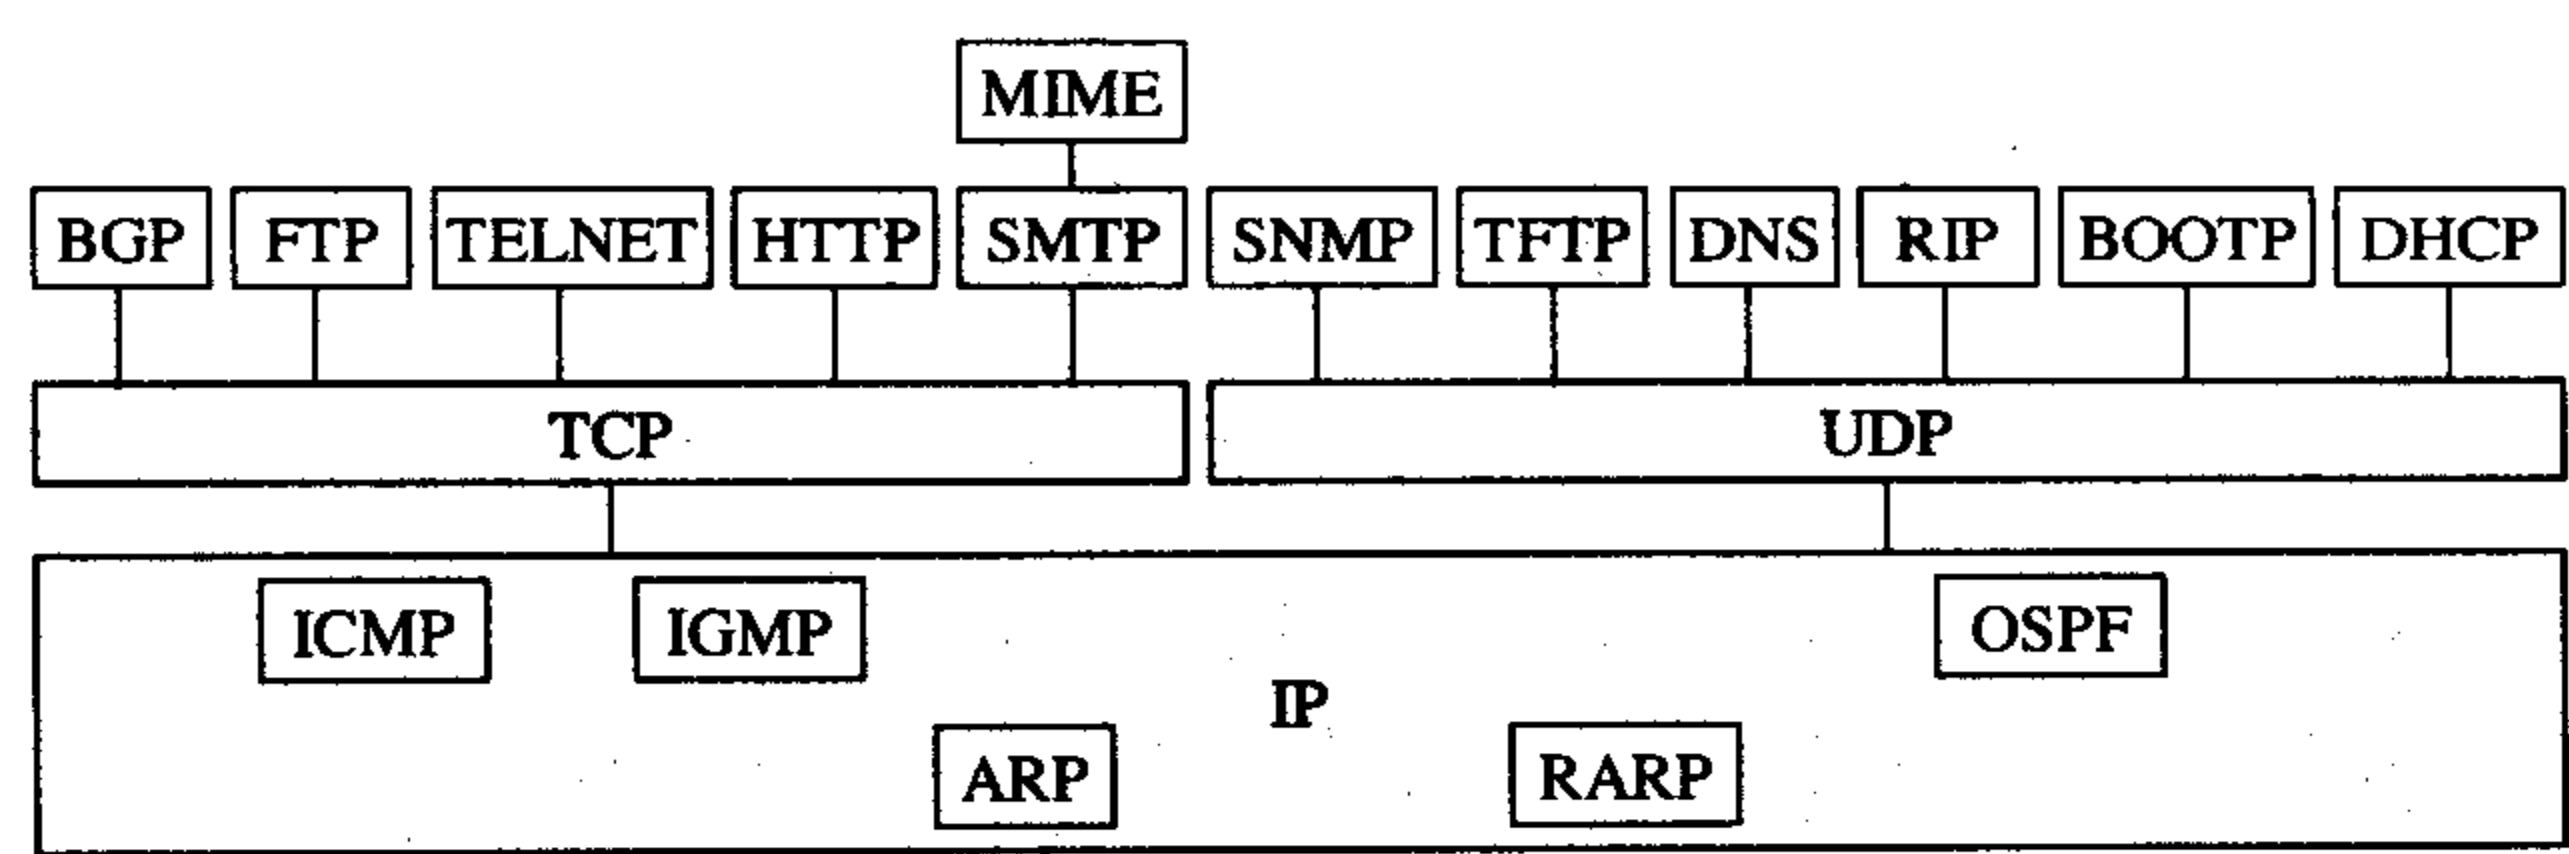 MIME
BGP FTP TELNET HTTP SMTP SNMP TFTP DNS RIP BOOTP DHCP
TCP UDP
ICMP IGMP OSPF
IP
ARP RARP